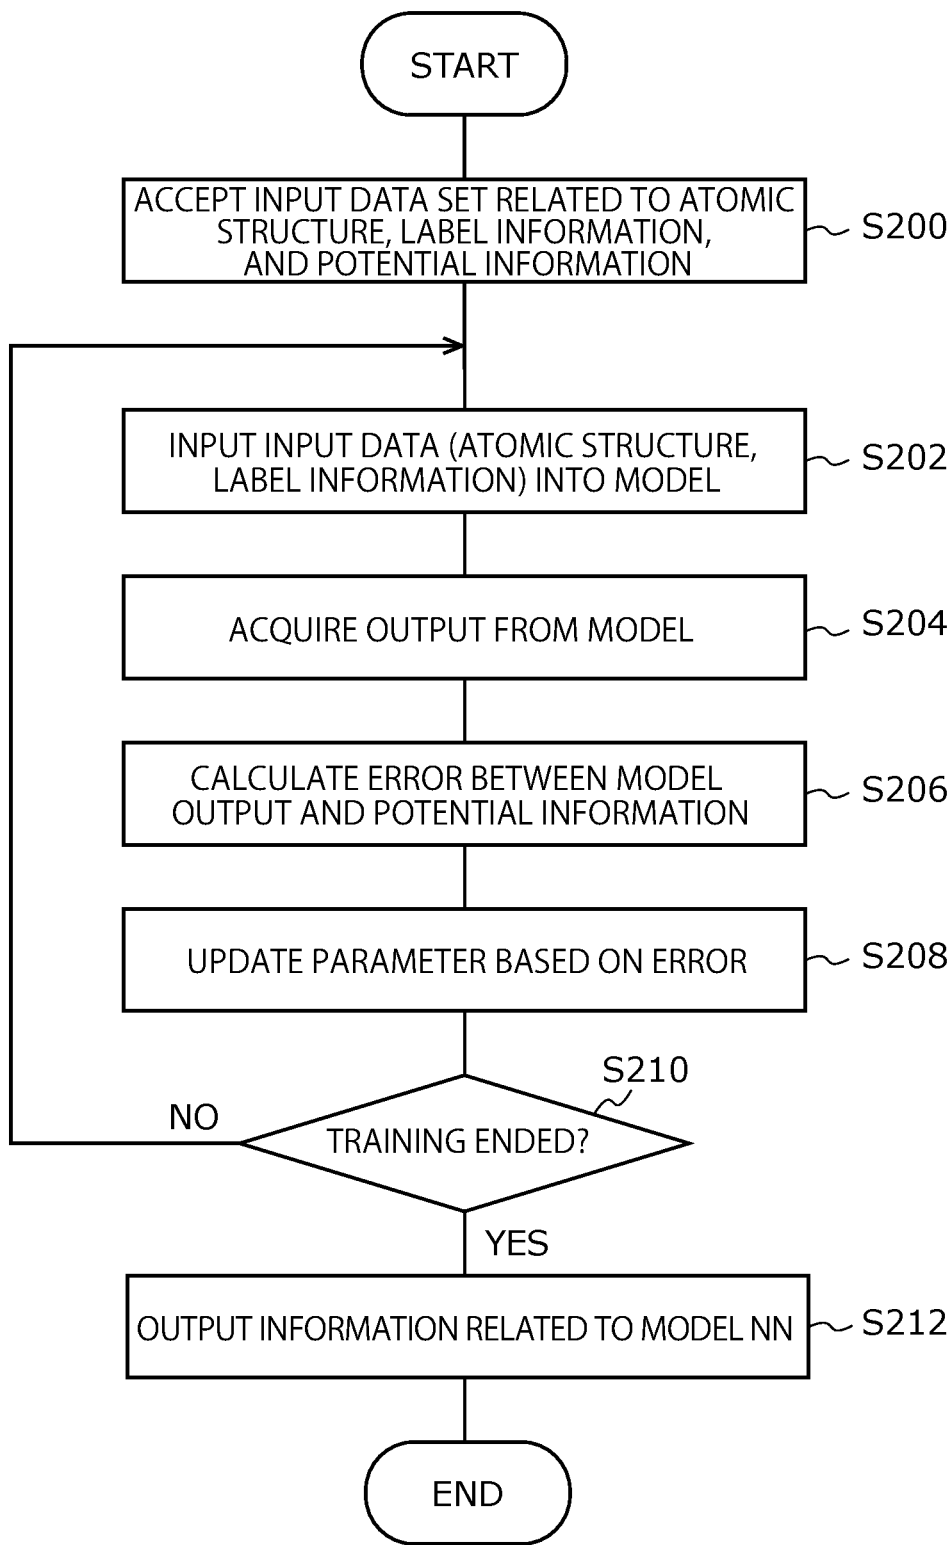 START
ACCEPT INPUT DATA SET RELATED TO ATOMIC
STRUCTURE, LABEL INFORMATION,
AND POTENTIAL INFORMATION
S200
INPUT INPUT DATA (ATOMIC STRUCTURE,
LABEL INFORMATION) INTO MODEL
S202
ACQUIRE OUTPUT FROM MODEL
S204
CALCULATE ERROR BETWEEN MODEL
OUTPUT AND POTENTIAL INFORMATION
S206
UPDATE PARAMETER BASED ON ERROR
S208
S210
NO
TRAINING ENDED?
YES
OUTPUT INFORMATION RELATED TO MODEL NN
S212
END